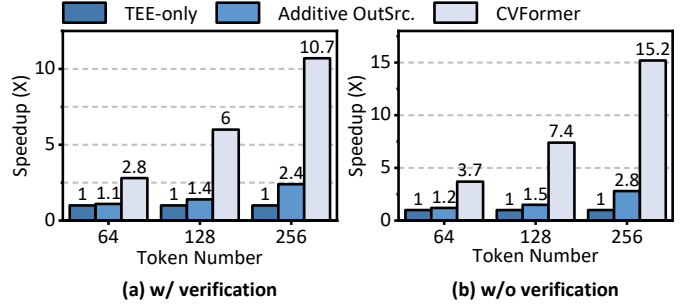 TEE-only Additive OutSrc. CVFormer
Speedup (X)
10
5
0
1 1.1 2.8
1 1.4 6
1 2.4 10.7
64 128 256
Token Number
(a) w/ verification
Speedup (X)
15
10
5
0
1 1.2 3.7
1 1.5 7.4
1 2.8 15.2
64 128 256
Token Number
(b) w/o verification